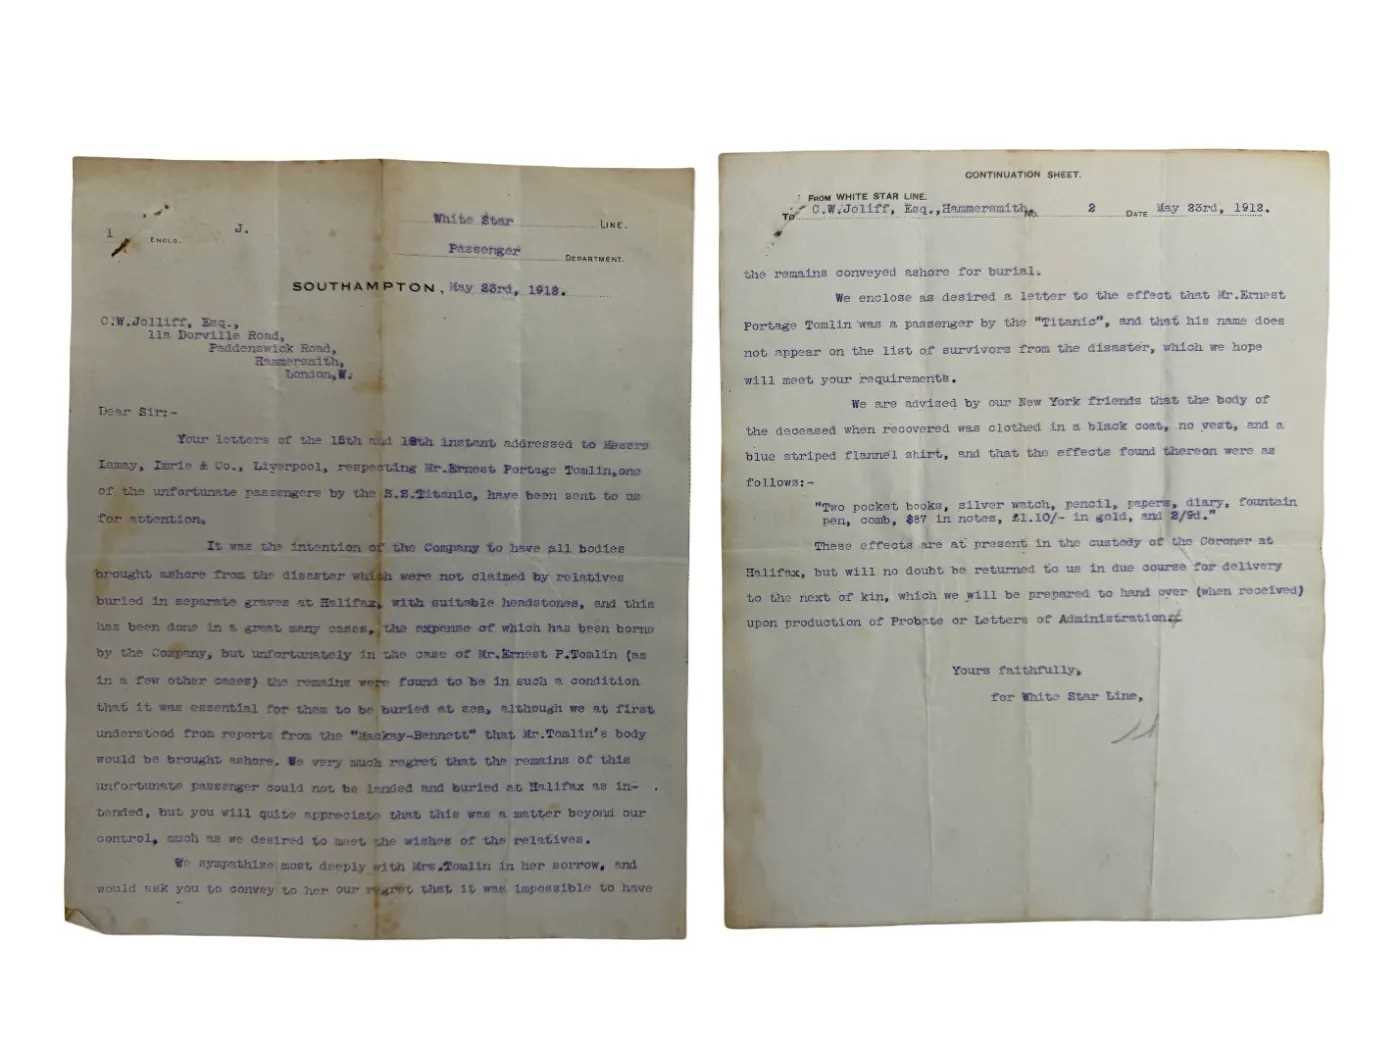 1
ENCLO.
J.
White Star LINE.
Passenger DEPARTMENT.
SOUTHAMPTON, May 23rd, 1912.
C.W.Jolliff, Esq.,
11a Dorville Road,
Paddenswick Road,
Hammersmith,
London,W.
Dear Sir:-
Your letters of the 15th and 19th instant addressed to Messrs
Ismay, Imrie & Co., Liverpool, respecting Mr.Ernest Portage Tomlin,one
of the unfortunate passengers by the S.S.Titanic, have been sent to us
for attention.
It was the intention of the Company to have all bodies
brought ashore from the disaster which were not claimed by relatives
buried in separate graves at Halifax, with suitable headstones, and this
has been done in a great many cases, the expense of which has been borne
by the Company, but unfortunately in the case of Mr.Ernest P.Tomlin (as
in a few other cases) the remains were found to be in such a condition
that it was essential for them to be buried at sea, although we at first
understood from reports from the "Mackay-Bennett" that Mr.Tomlin's body
would be brought ashore. We very much regret that the remains of this
unfortunate passenger could not be landed and buried at Halifax as in-
tended, but you will quite appreciate that this was a matter beyond our
control, much as we desired to meet the wishes of the relatives.
We sympathise most deeply with Mrs.Tomlin in her sorrow, and
would ask you to convey to her our regret that it was impossible to have
CONTINUATION SHEET.
FROM WHITE STAR LINE.
TO C.W.Joliff, Esq.,Hammersmith, No. 2 DATE May 23rd, 1912.
the remains conveyed ashore for burial.
We enclose as desired a letter to the effect that Mr.Ernest
Portage Tomlin was a passenger by the "Titanic", and that his name does
not appear on the list of survivors from the disaster, which we hope
will meet your requirements.
We are advised by our New York friends that the body of
the deceased when recovered was clothed in a black coat, no vest, and a
blue striped flannel shirt, and that the effects found thereon were as
follows:-
"Two pocket books, silver watch, pencil, papers, diary, fountain
pen, comb, $87 in notes, £1.10/- in gold, and 2/9d."
These effects are at present in the custody of the Coroner at
Halifax, but will no doubt be returned to us in due course for delivery
to the next of kin, which we will be prepared to hand over (when received)
upon production of Probate or Letters of Administration.
Yours faithfully,
for White Star Line,